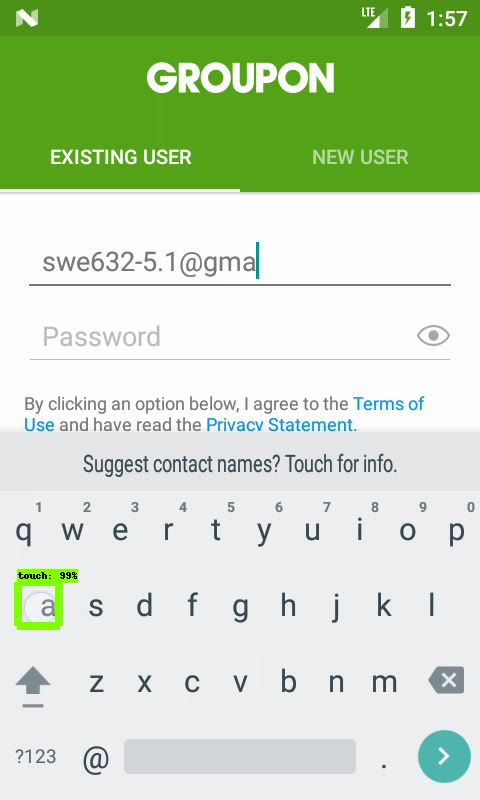 LTE 1:57
GROUPON
EXISTING USER NEW USER
swe632-5.1@gma
Password
By clicking an option below, I agree to the Terms of
Use and have read the Privacy Statement.
Suggest contact names? Touch for info.
1 2 3 4 5 6 7 8 9 0
q w e r t y u i o p
touch: 99%
a s d f g h j k l
z x c v b n m
?123 @ .